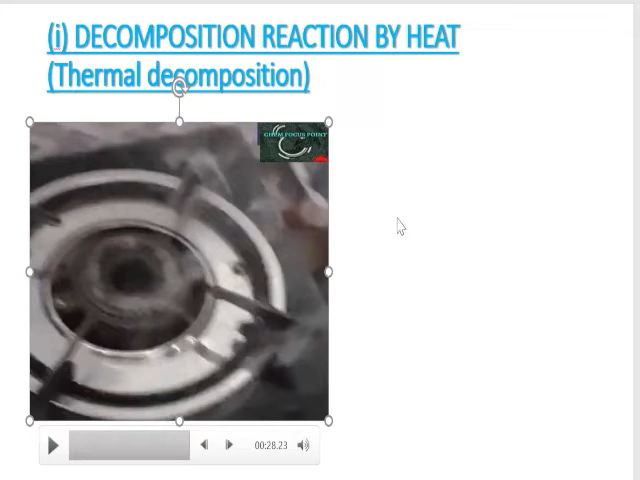 (i) DECOMPOSITION REACTION BY HEAT
(Thermal decomposition)
CHEM FOCUS POINT
00:28.23